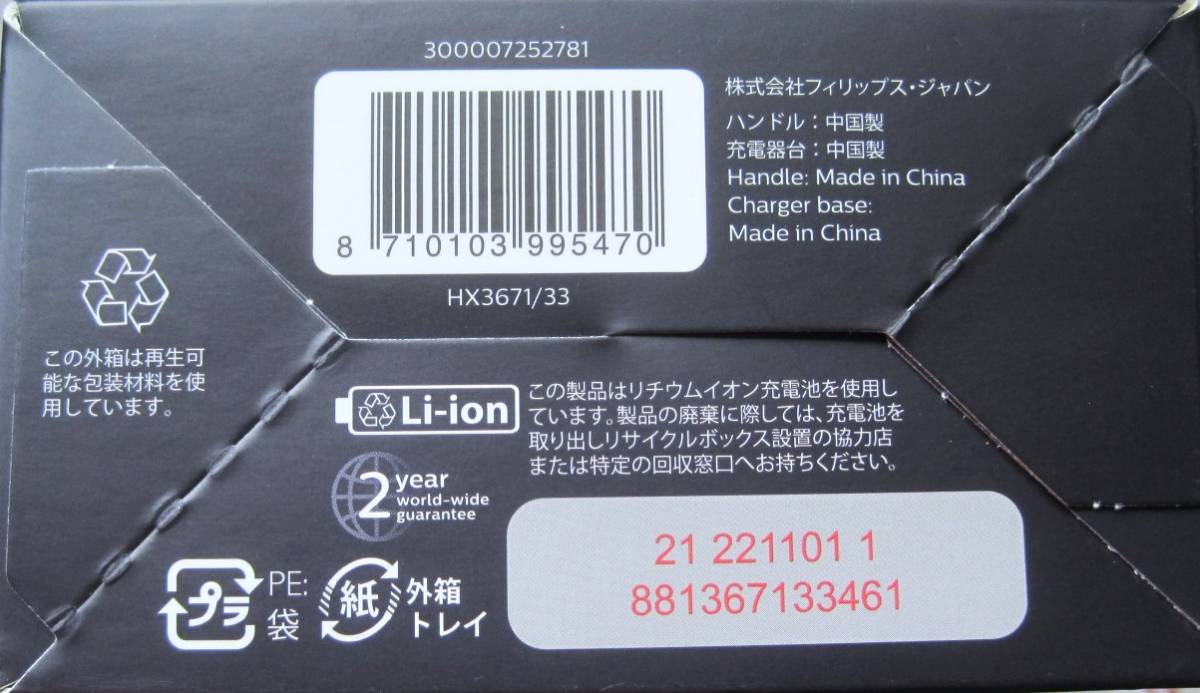 300007252781
8 710103 995470
HX3671/33
株式会社フィリップス・ジャパン
ハンドル：中国製
充電器台：中国製
Handle: Made in China
Charger base:
Made in China
この外箱は再生可
能な包装材料を使
用しています。
Li-ion
この製品はリチウムイオン充電池を使用し
ています。製品の廃棄に際しては、充電池を
取り出しリサイクルボックス設置の協力店
または特定の回収窓口へお持ちください。
2 year
world-wide
guarantee
プラ
PE:
袋
紙
外箱
トレイ
21 221101 1
881367133461